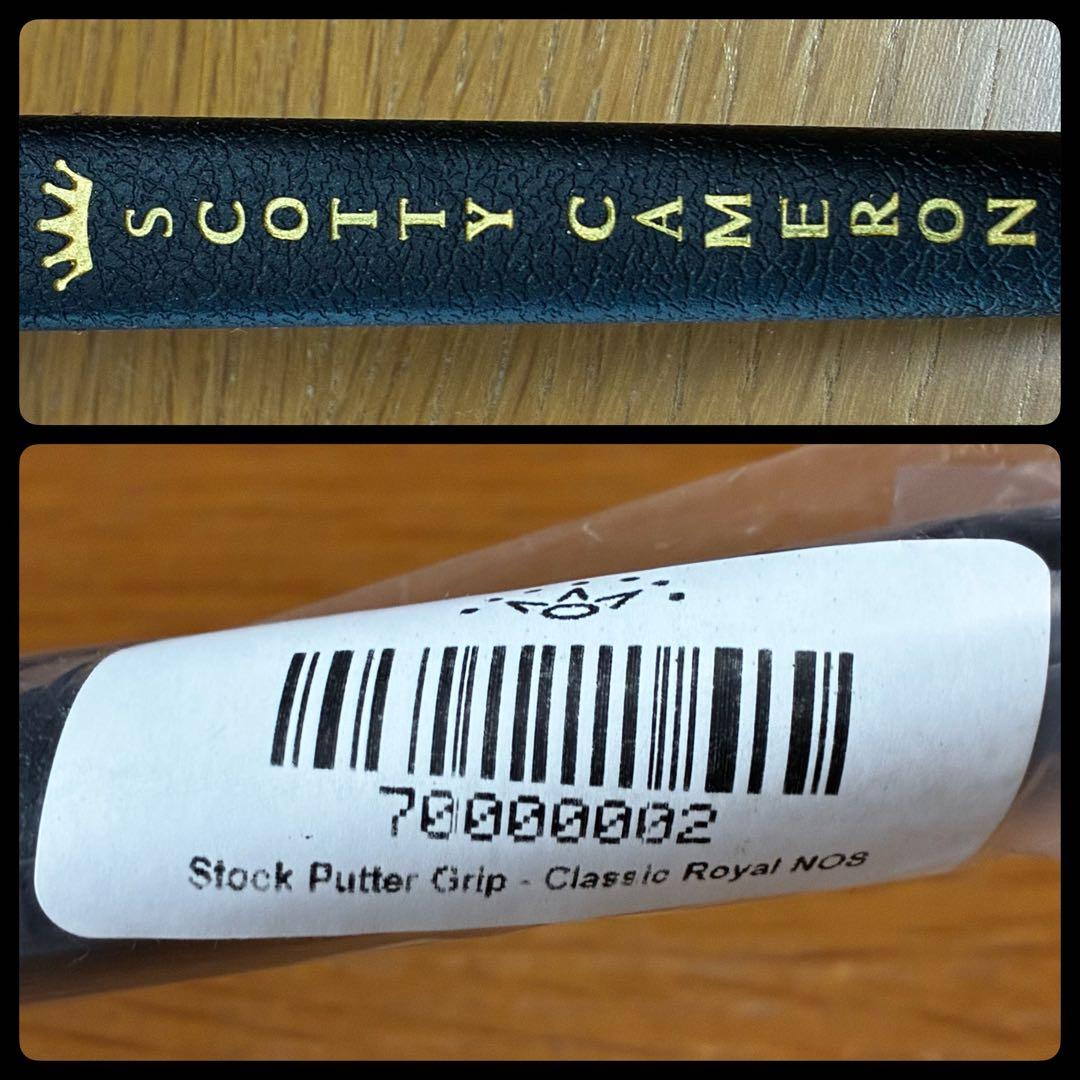 SCOTTY CAMERON
70000002
Stock Putter Grip - Classic Royal NOS